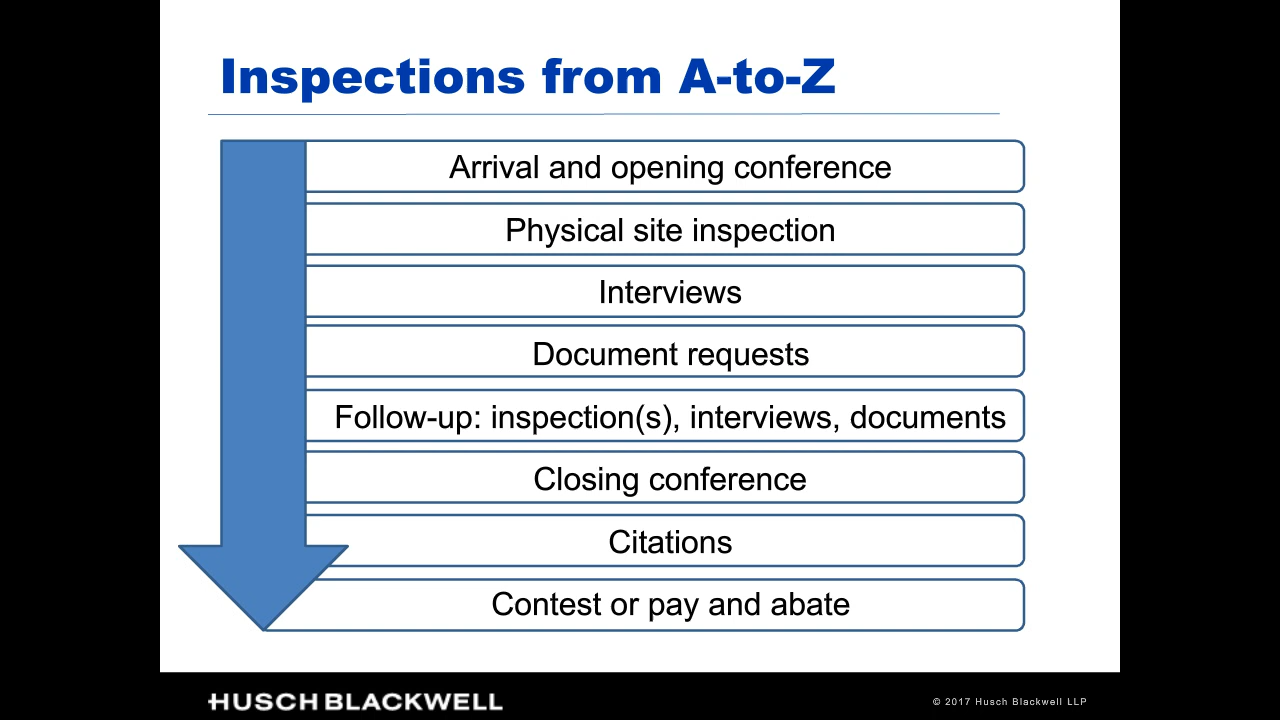 Inspections from A-to-Z
Arrival and opening conference
Physical site inspection
Interviews
Document requests
Follow-up: inspection(s), interviews, documents
Closing conference
Citations
Contest or pay and abate
HUSCH BLACKWELL
© 2017 Husch Blackwell LLP